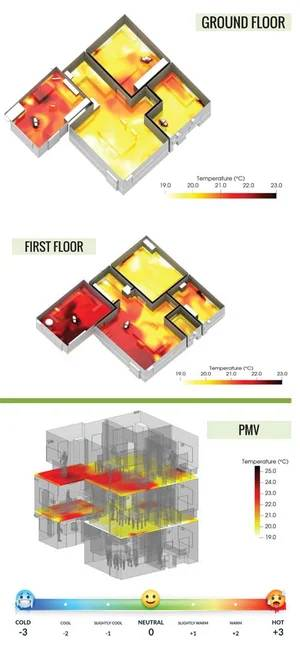 GROUND FLOOR
Temperature (°C)
19.0 20.0 21.0 22.0 23.0
FIRST FLOOR
Temperature (°C)
19.0 20.0 21.0 22.0 23.0
PMV
Temperature (°C)
25.0
24.0
23.0
22.0
21.0
20.0
19.0
COLD COOL SLIGHTLY COOL NEUTRAL SLIGHTLY WARM WARM HOT
-3 -2 -1 0 +1 +2 +3